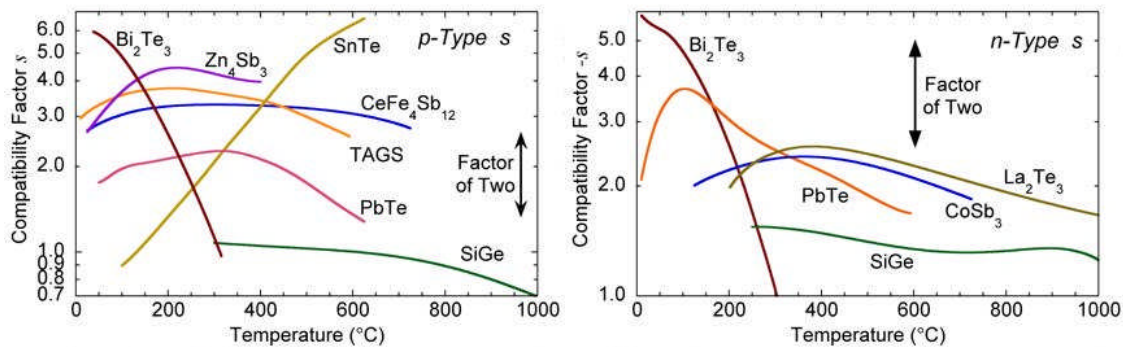 Compatibility Factor s
6.0
5.0
4.0
3.0
2.0
1.0
0.9
0.8
0.7
Bi₂Te₃
Zn₄Sb₃
SnTe
p-Type s
CeFe₄Sb₁₂
TAGS
Factor
of Two
PbTe
SiGe
0 200 400 600 800 1000
Temperature (°C)
Compatibility Factor -s
5.0
4.0
3.0
2.0
1.0
n-Type s
Bi₂Te₃
Factor
of Two
La₂Te₃
PbTe
CoSb₃
SiGe
0 200 400 600 800 1000
Temperature (°C)